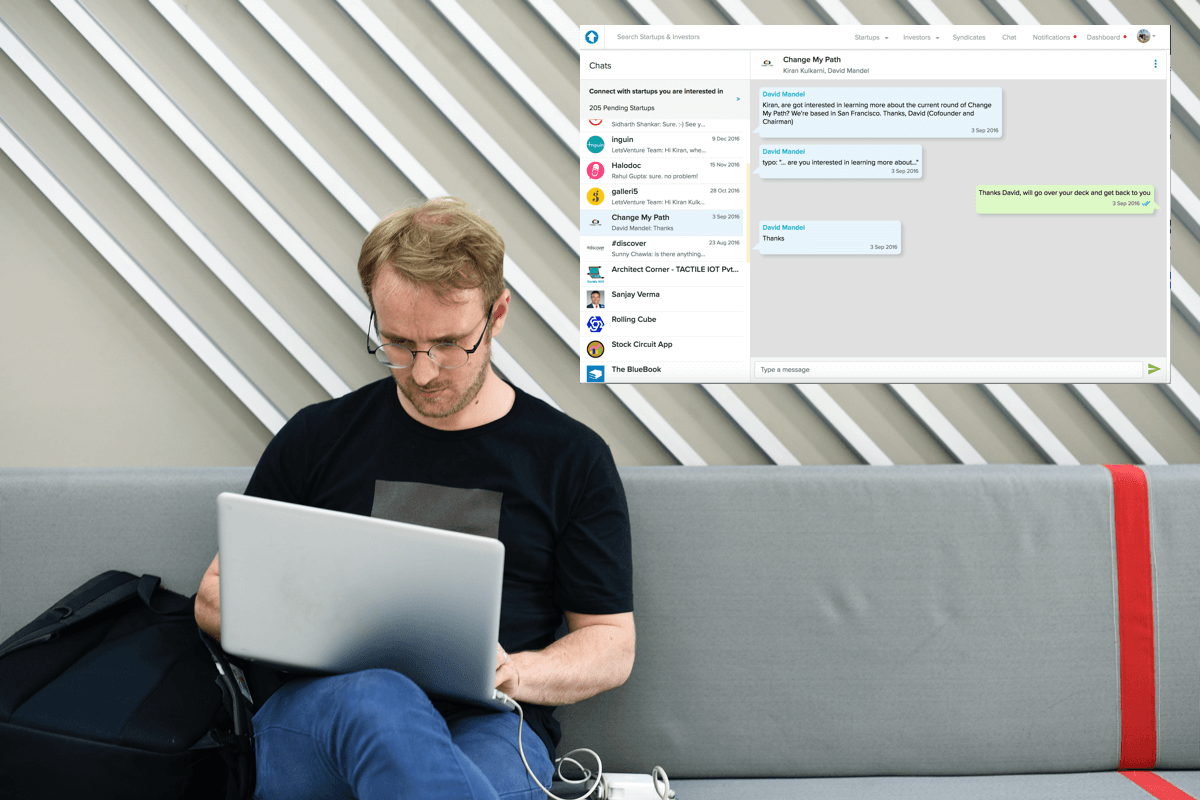 Search Startups & Investors
Startups
Investors
Syndicates
Chat
Notifications
Dashboard
Chats
Connect with startups you are interested in
205 Pending Startups
Sidharth Shankar: Sure. :-) See y...
inguin
9 Dec 2016
LetsVenture Team: Hi Kiran, whe...
Halodoc
15 Nov 2016
Rahul Gupta: sure. no problem!
galleri5
28 Oct 2016
LetsVenture Team: Hi Kiran Kulk...
Change My Path
3 Sep 2016
David Mandel: Thanks
#discover
23 Aug 2016
Sunny Chawla: is there anything...
Architect Corner - TACTILE IOT Pvt...
Sanjay Verma
Rolling Cube
Stock Circuit App
The BlueBook
Change My Path
Kiran Kulkarni, David Mandel
David Mandel
Kiran, are got interested in learning more about the current round of Change
My Path? We're based in San Francisco. Thanks, David (Cofounder and
Chairman)
3 Sep 2016
David Mandel
typo: "... are you interested in learning more about..."
3 Sep 2016
Thanks David, will go over your deck and get back to you
3 Sep 2016
David Mandel
Thanks
3 Sep 2016
Type a message